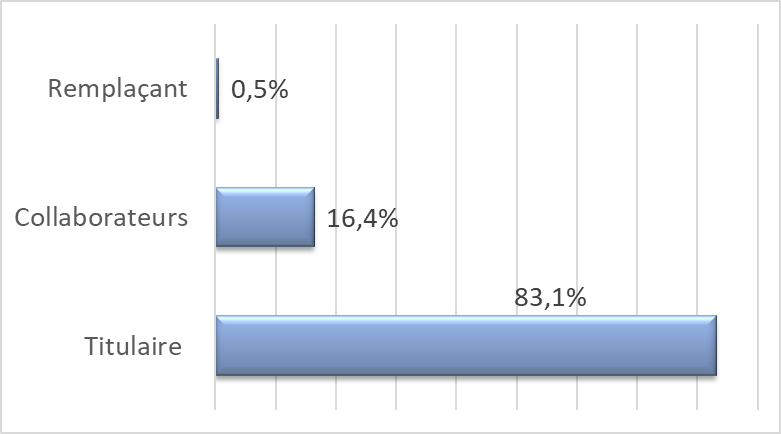 Remplaçant 0,5%
Collaborateurs 16,4%
83,1%
Titulaire